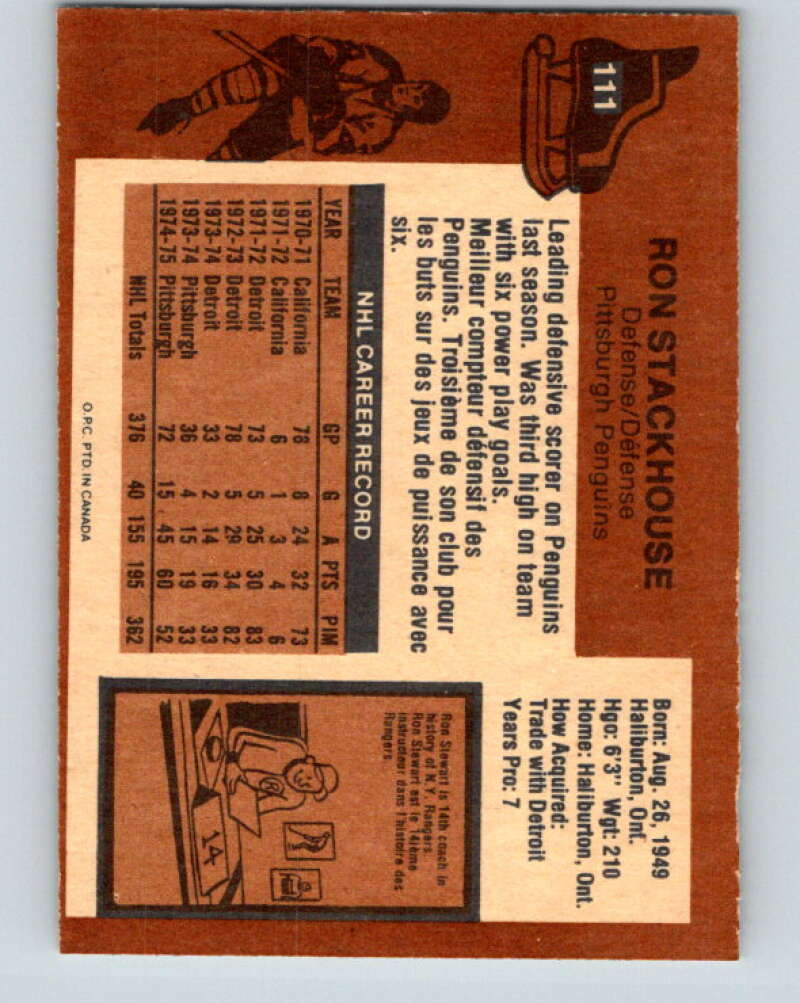 111
RON STACKHOUSE
Defense/Défense
Pittsburgh Penguins
Born: Aug. 26, 1949
Haliburton, Ont.
Hgo: 6'3" Wgt: 210
Home: Haliburton, Ont.
How Acquired:
Trade with Detroit
Years Pro: 7
Leading defensive scorer on Penguins
last season. Was third high on team
with six power play goals.
Meilleur compteur défensif des
Penguins. Troisième de son club pour
les buts sur des jeux de puissance avec
six.
NHL CAREER RECORD
YEAR TEAM GP G A PTS PIM
1970-71 California 78 8 24 32 73
1971-72 California 6 1 3 4 6
1971-72 Detroit 73 5 25 30 83
1972-73 Detroit 78 5 29 34 82
1973-74 Detroit 33 2 14 16 33
1973-74 Pittsburgh 36 4 15 19 33
1974-75 Pittsburgh 72 15 45 60 52
NHL Totals 376 40 155 195 362
Ron Stewart is 14th coach in
history of N.Y. Rangers.
Ron Stewart est le 14ième
instructeur dans l'histoire des
Rangers.
14
O.P.C. PTD. IN CANADA